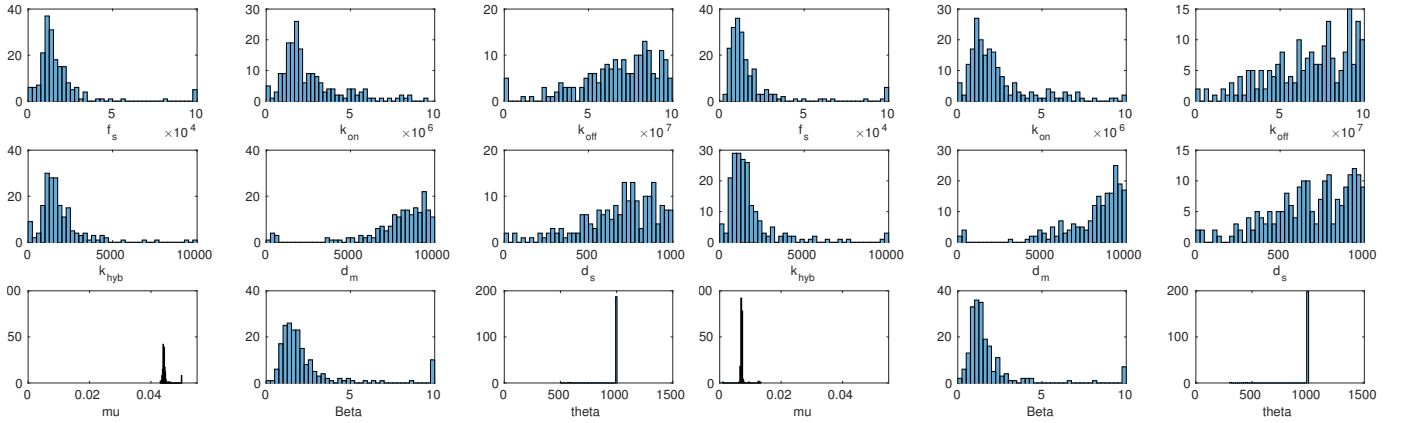 40 30 20 40 30 15
20 20 10 20 20 10
10 10 5
0 0 0 0 0 0
0 5 10 0 5 10 0 5 10 0 5 10 0 5 10 0 5 10
f_s ×10^4 k_on ×10^6 k_off ×10^7 f_s ×10^4 k_on ×10^6 k_off ×10^7
40 40 20 30 30 15
20 20 10 20 20 10
10 10 5
0 0 0 0 0 0
0 5000 10000 0 5000 10000 0 500 1000 0 5000 10000 0 5000 10000 0 500 1000
k_hyb d_m d_s k_hyb d_m d_s
00 40 200 00 40 200
50 20 100 50 20 100
0 0 0 0 0 0
0 0.02 0.04 0 5 10 0 500 1000 1500 0 0.02 0.04 0 5 10 0 500 1000 1500
mu Beta theta mu Beta theta